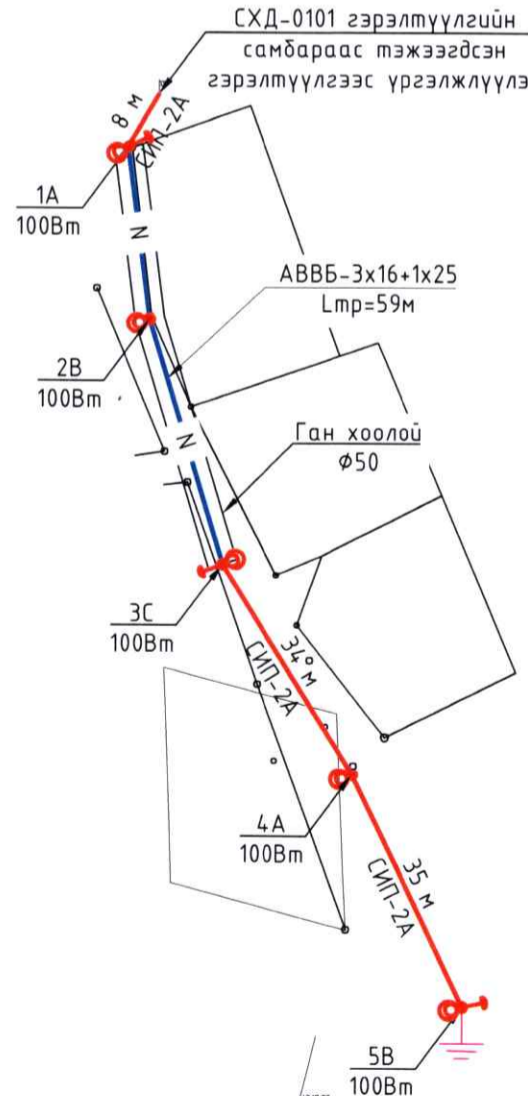 СХД-0101 гэрэлтүүлгийн
самбараас тэжээгдсэн
гэрэлтүүлгээс үргэлжлүүлэ
8 м
СИП-2А
1А
100Вт
N
АВВБ-3х16+1х25
Lтр=59м
2В
100Вт
N
Ган хоолой
Ф50
3С
100Вт
34 м
СИП-2А
4А
100Вт
35 м
СИП-2А
5В
100Вт